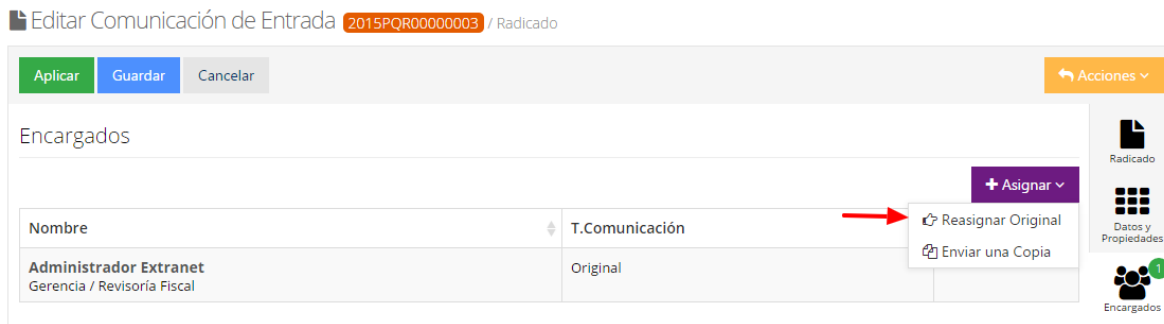 Editar Comunicación de Entrada 2015PQR00000003 / Radicado
Aplicar Guardar Cancelar Acciones
Encargados
Radicado
Asignar
Reasignar Original
Enviar una Copia
Datos y
Propiedades
Nombre T.Comunicación
Administrador Extranet Original
Gerencia / Revisoría Fiscal
1
Encargados